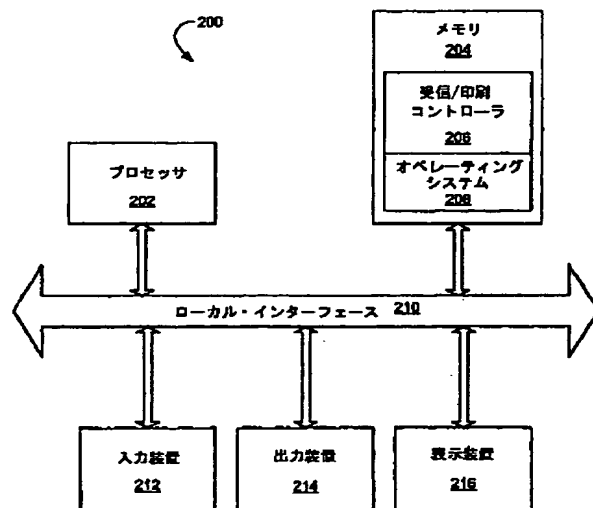 200
メモリ
204
受信/印刷
コントローラ
206
オペレーティング
システム
208
プロセッサ
202
ローカル・インターフェース 210
入力装置
212
出力装置
214
表示装置
216